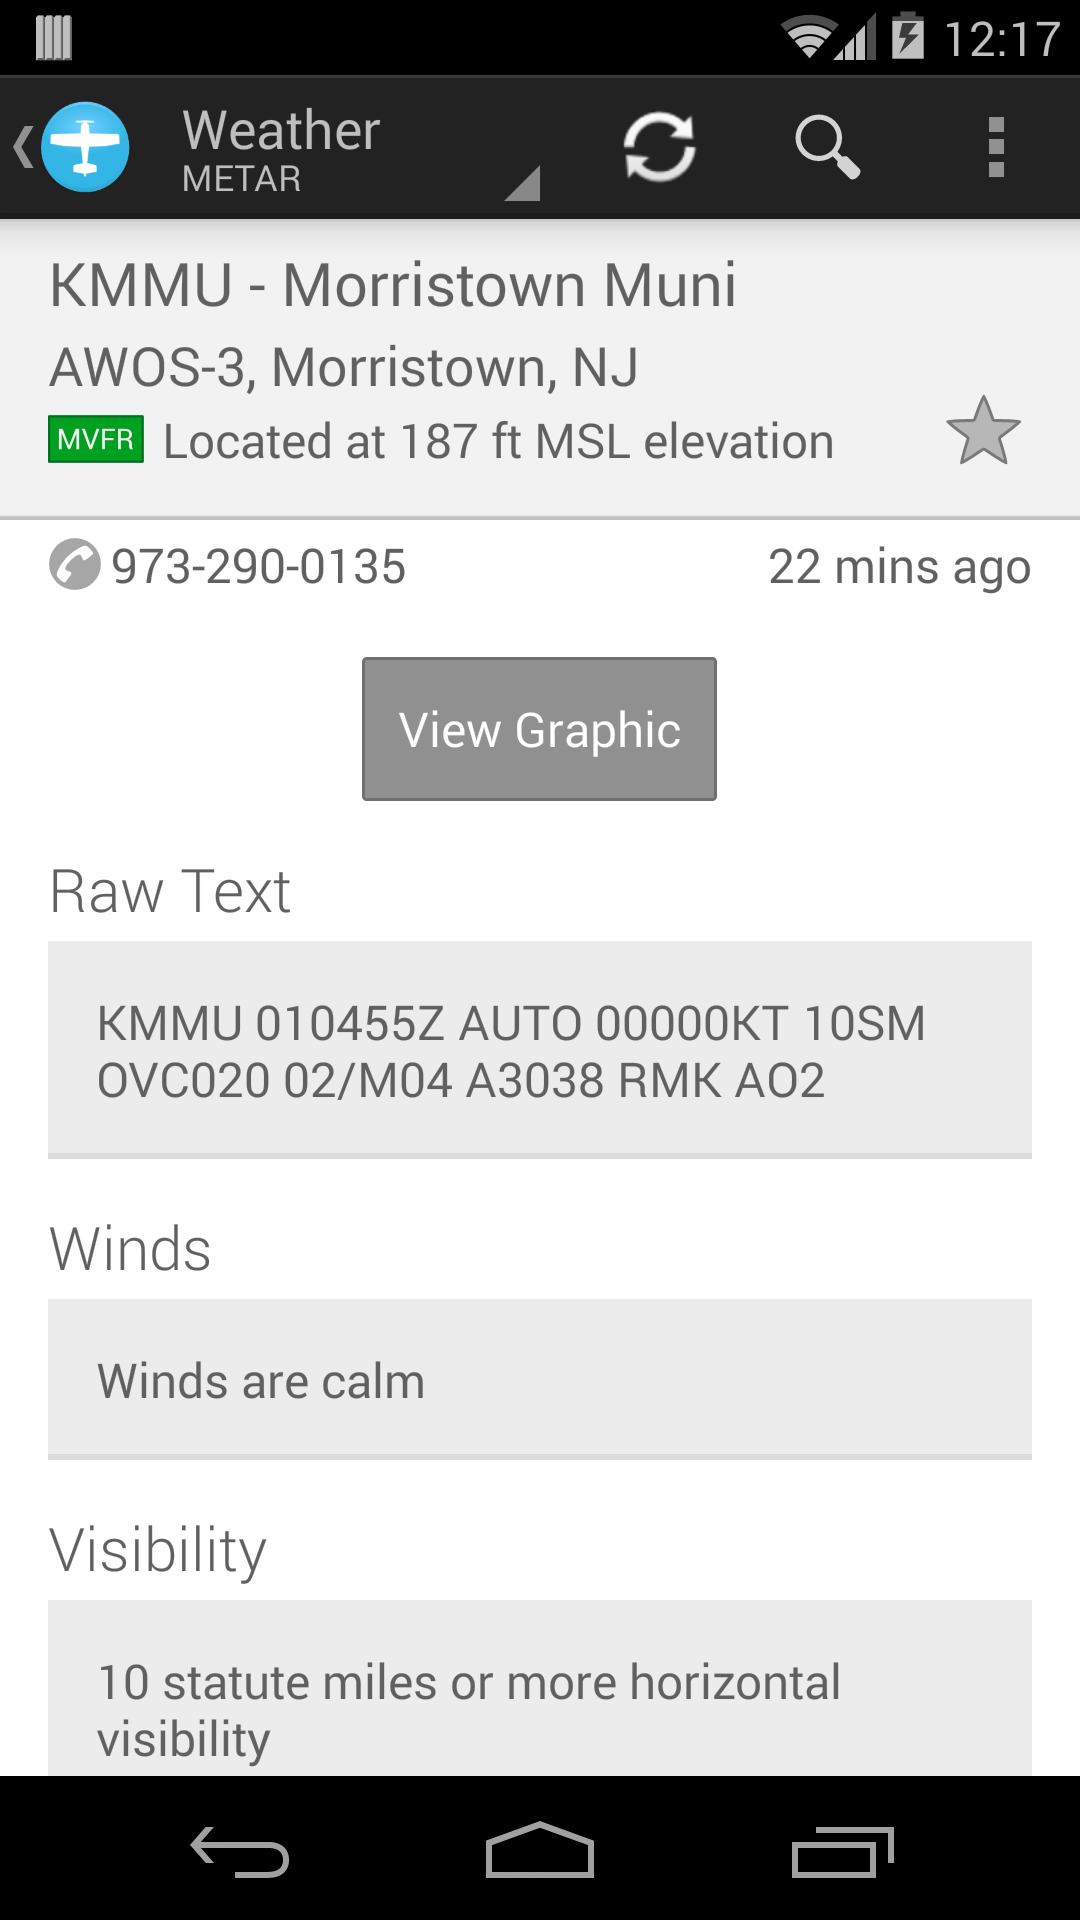 12:17
Weather
METAR
KMMU - Morristown Muni
AWOS-3, Morristown, NJ
MVFR Located at 187 ft MSL elevation
973-290-0135 22 mins ago
View Graphic
Raw Text
KMMU 010455Z AUTO 00000KT 10SM
OVC020 02/M04 A3038 RMK AO2
Winds
Winds are calm
Visibility
10 statute miles or more horizontal
visibility